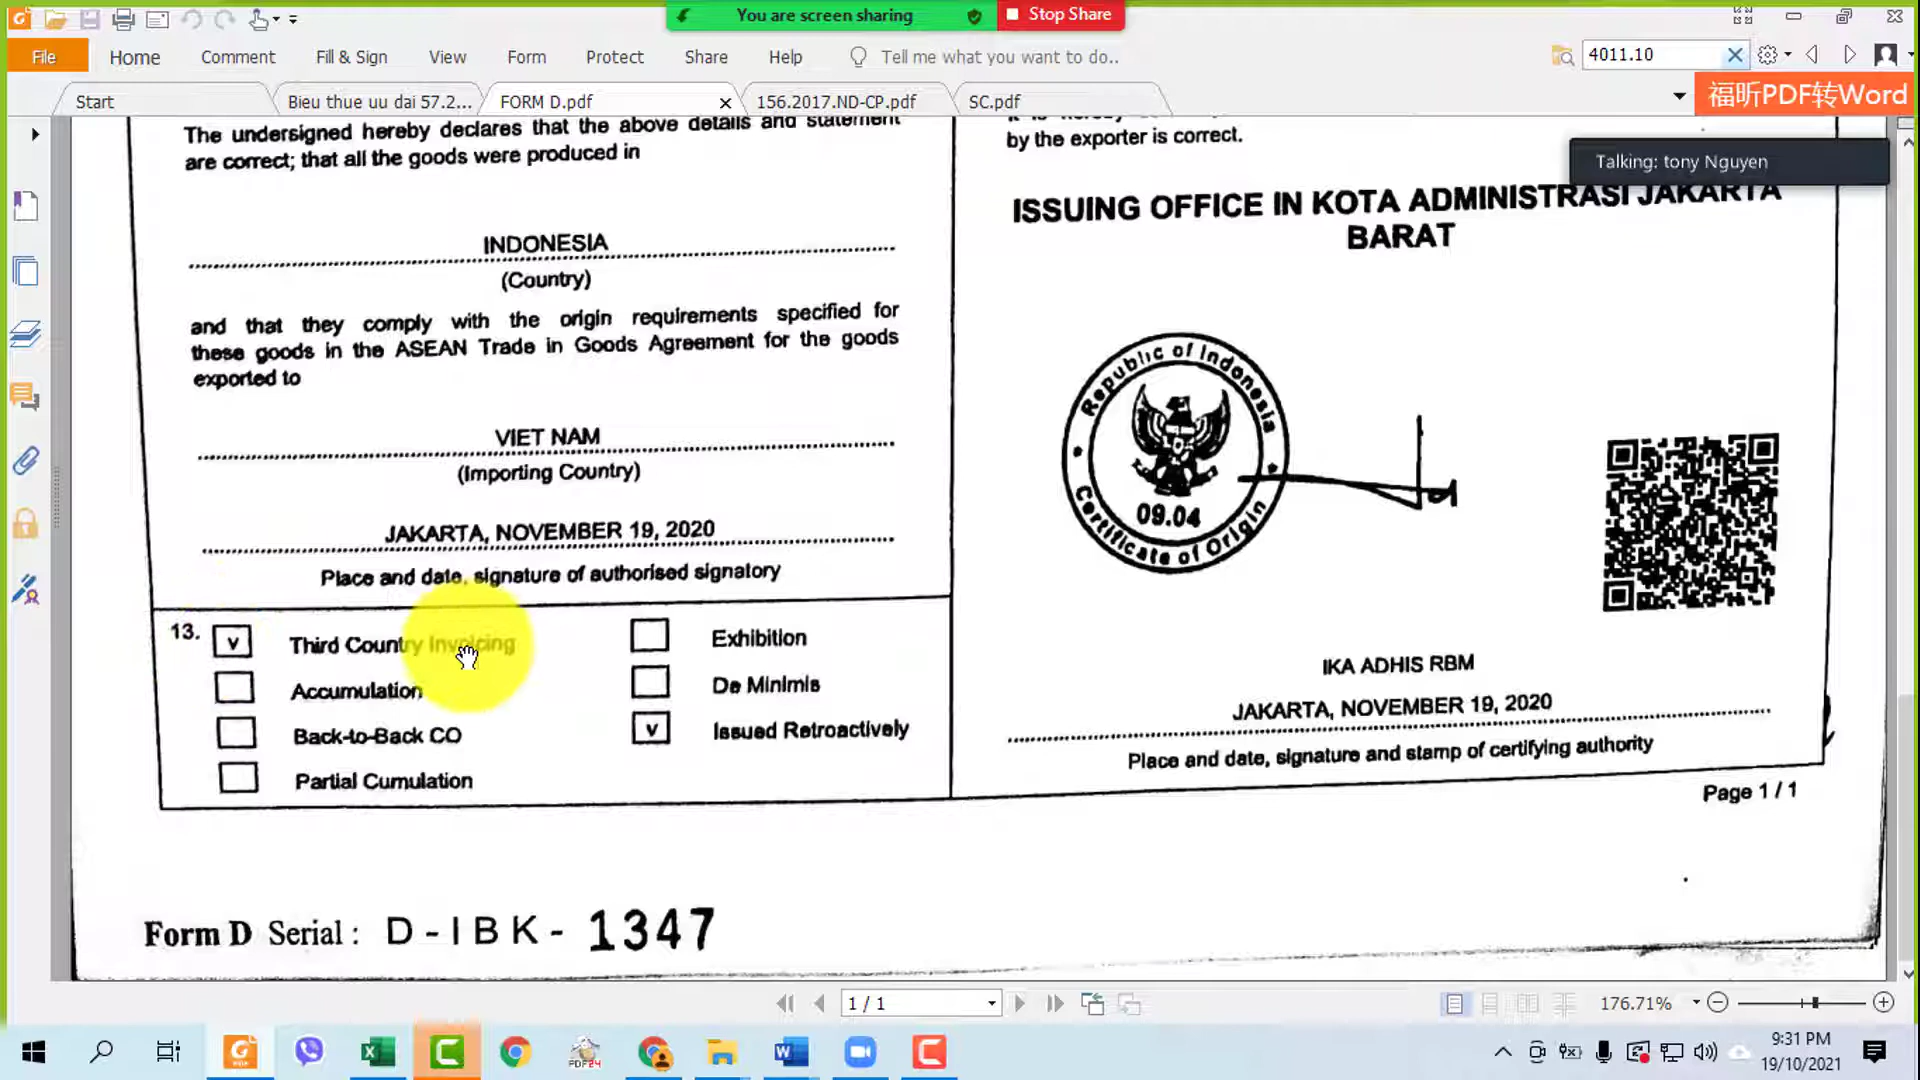 You are screen sharing
Stop Share
4011.10
File
Home
Comment
Fill & Sign
View
Form
Protect
Share
Help
Tell me what you want to do..
Start
Bieu thue uu dai 57.2...
FORM D.pdf
156.2017.ND-CP.pdf
SC.pdf
福昕PDF转Word
Talking: tony Nguyen
The undersigned hereby declares that the above details and statement
are correct; that all the goods were produced in
INDONESIA
(Country)
and that they comply with the origin requirements specified for
these goods in the ASEAN Trade in Goods Agreement for the goods
exported to
VIET NAM
(Importing Country)
JAKARTA, NOVEMBER 19, 2020
Place and date, signature of authorised signatory
13.
v Third Country Invoicing
Accumulation
Back-to-Back CO
Partial Cumulation
Exhibition
De Minimis
v Issued Retroactively
by the exporter is correct.
ISSUING OFFICE IN KOTA ADMINISTRASI JAKARTA
BARAT
Republic of Indonesia
09.04
Certificate of Origin
IKA ADHIS RBM
JAKARTA, NOVEMBER 19, 2020
Place and date, signature and stamp of certifying authority
Page 1 / 1
Form D Serial : D - I B K - 1347
1 / 1
176.71%
PDF24
9:31 PM
19/10/2021